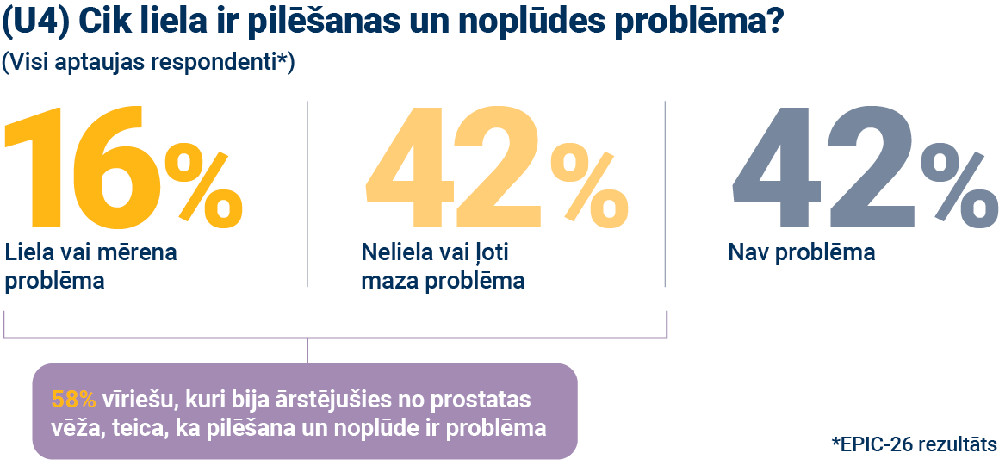 (U4) Cik liela ir pilēšanas un noplūdes problēma?
(Visi aptaujas respondenti*)
16%
Liela vai mērena
problēma
42%
Neliela vai ļoti
maza problēma
42%
Nav problēma
58% vīriešu, kuri bija ārstējušies no prostatas
vēža, teica, ka pilēšana un noplūde ir problēma
*EPIC-26 rezultāts